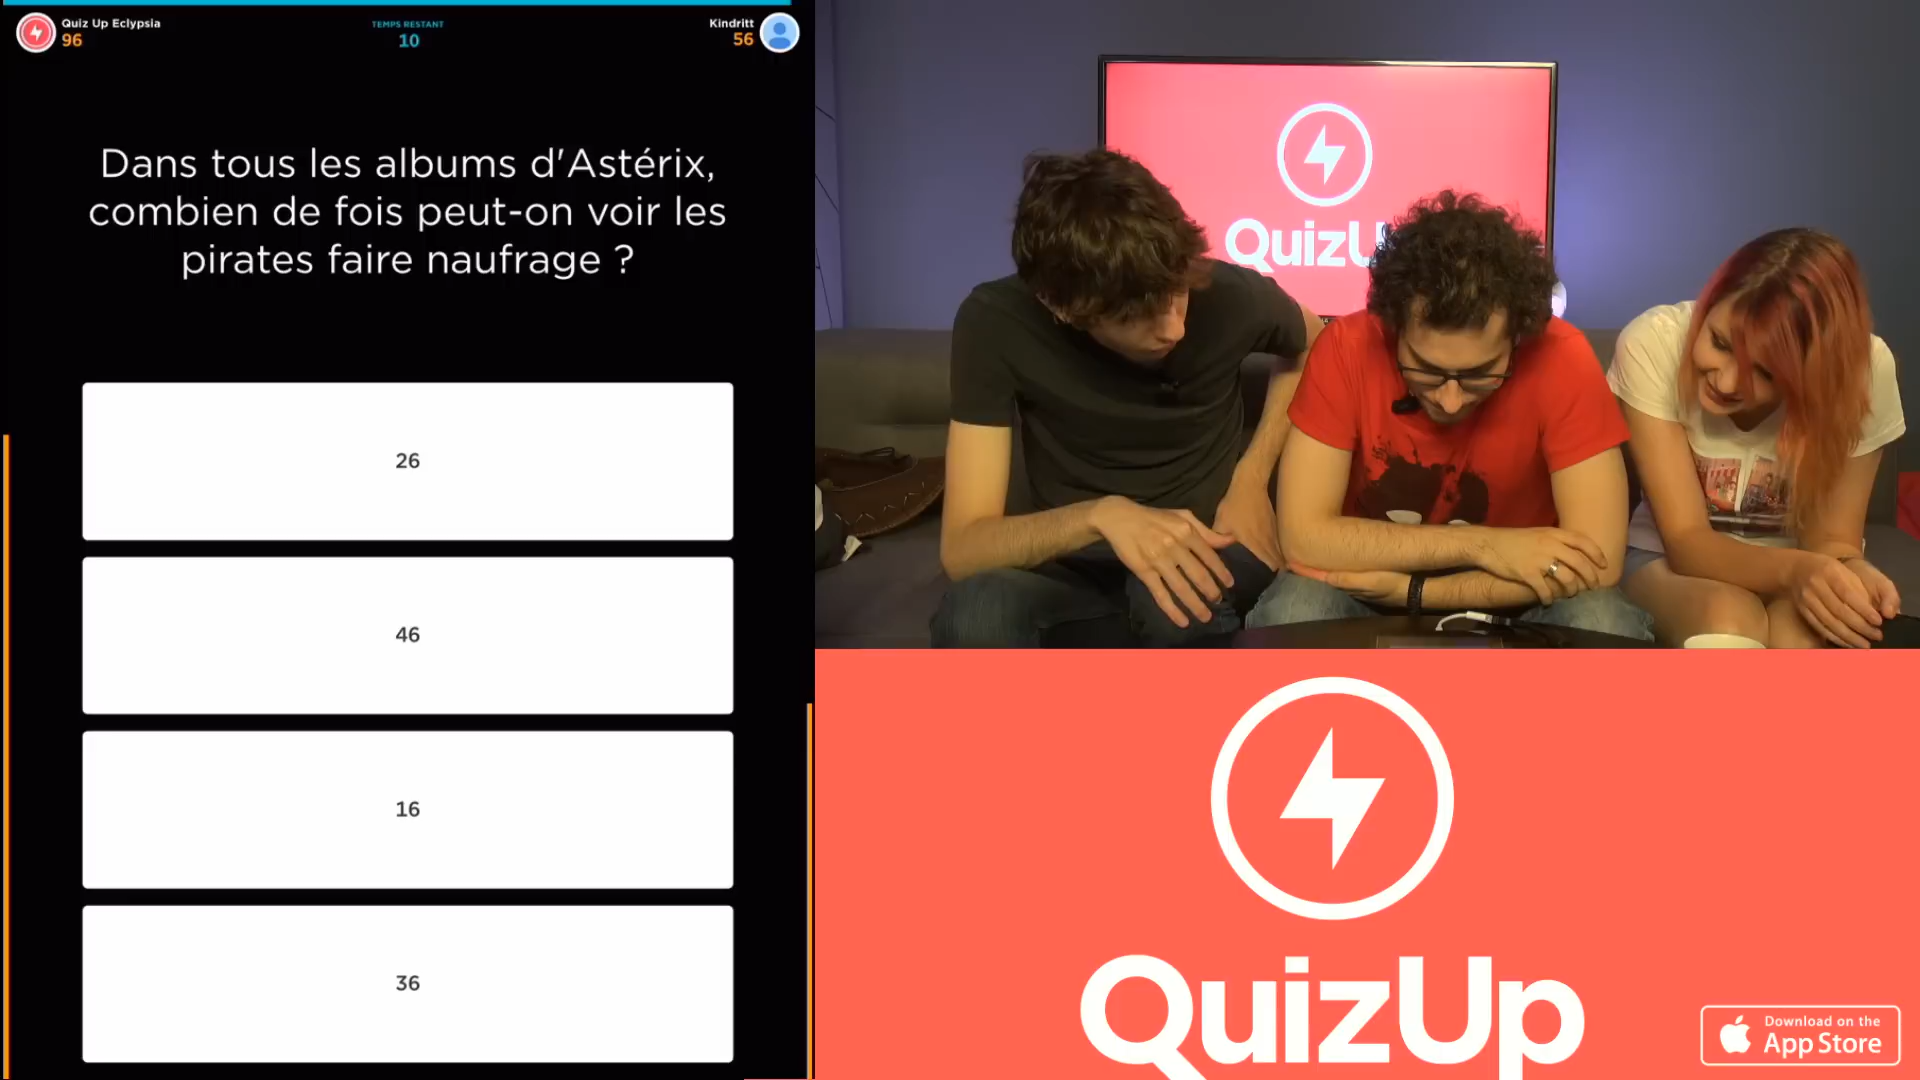 Quiz Up Eclypsia
96
TEMPS RESTANT
10
Kindritt
56
Dans tous les albums d'Astérix,
combien de fois peut-on voir les
pirates faire naufrage ?
26
46
16
36
QuizU
QuizUp
Download on the
App Store